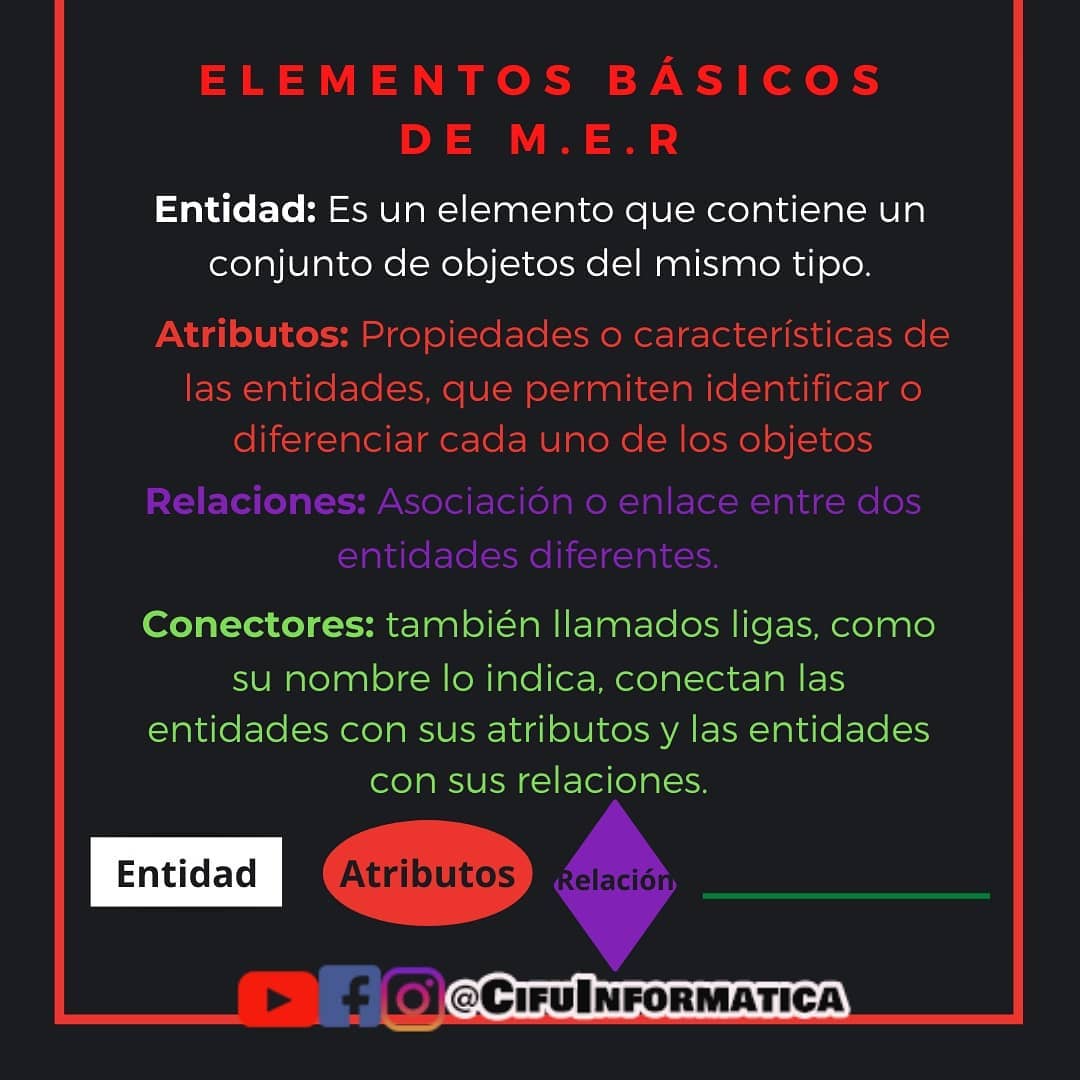 ELEMENTOS BÁSICOS
DE M.E.R
Entidad: Es un elemento que contiene un
conjunto de objetos del mismo tipo.
Atributos: Propiedades o características de
las entidades, que permiten identificar o
diferenciar cada uno de los objetos
Relaciones: Asociación o enlace entre dos
entidades diferentes.
Conectores: también llamados ligas, como
su nombre lo indica, conectan las
entidades con sus atributos y las entidades
con sus relaciones.
Entidad
Atributos
Relación
@CIFUINFORMATICA